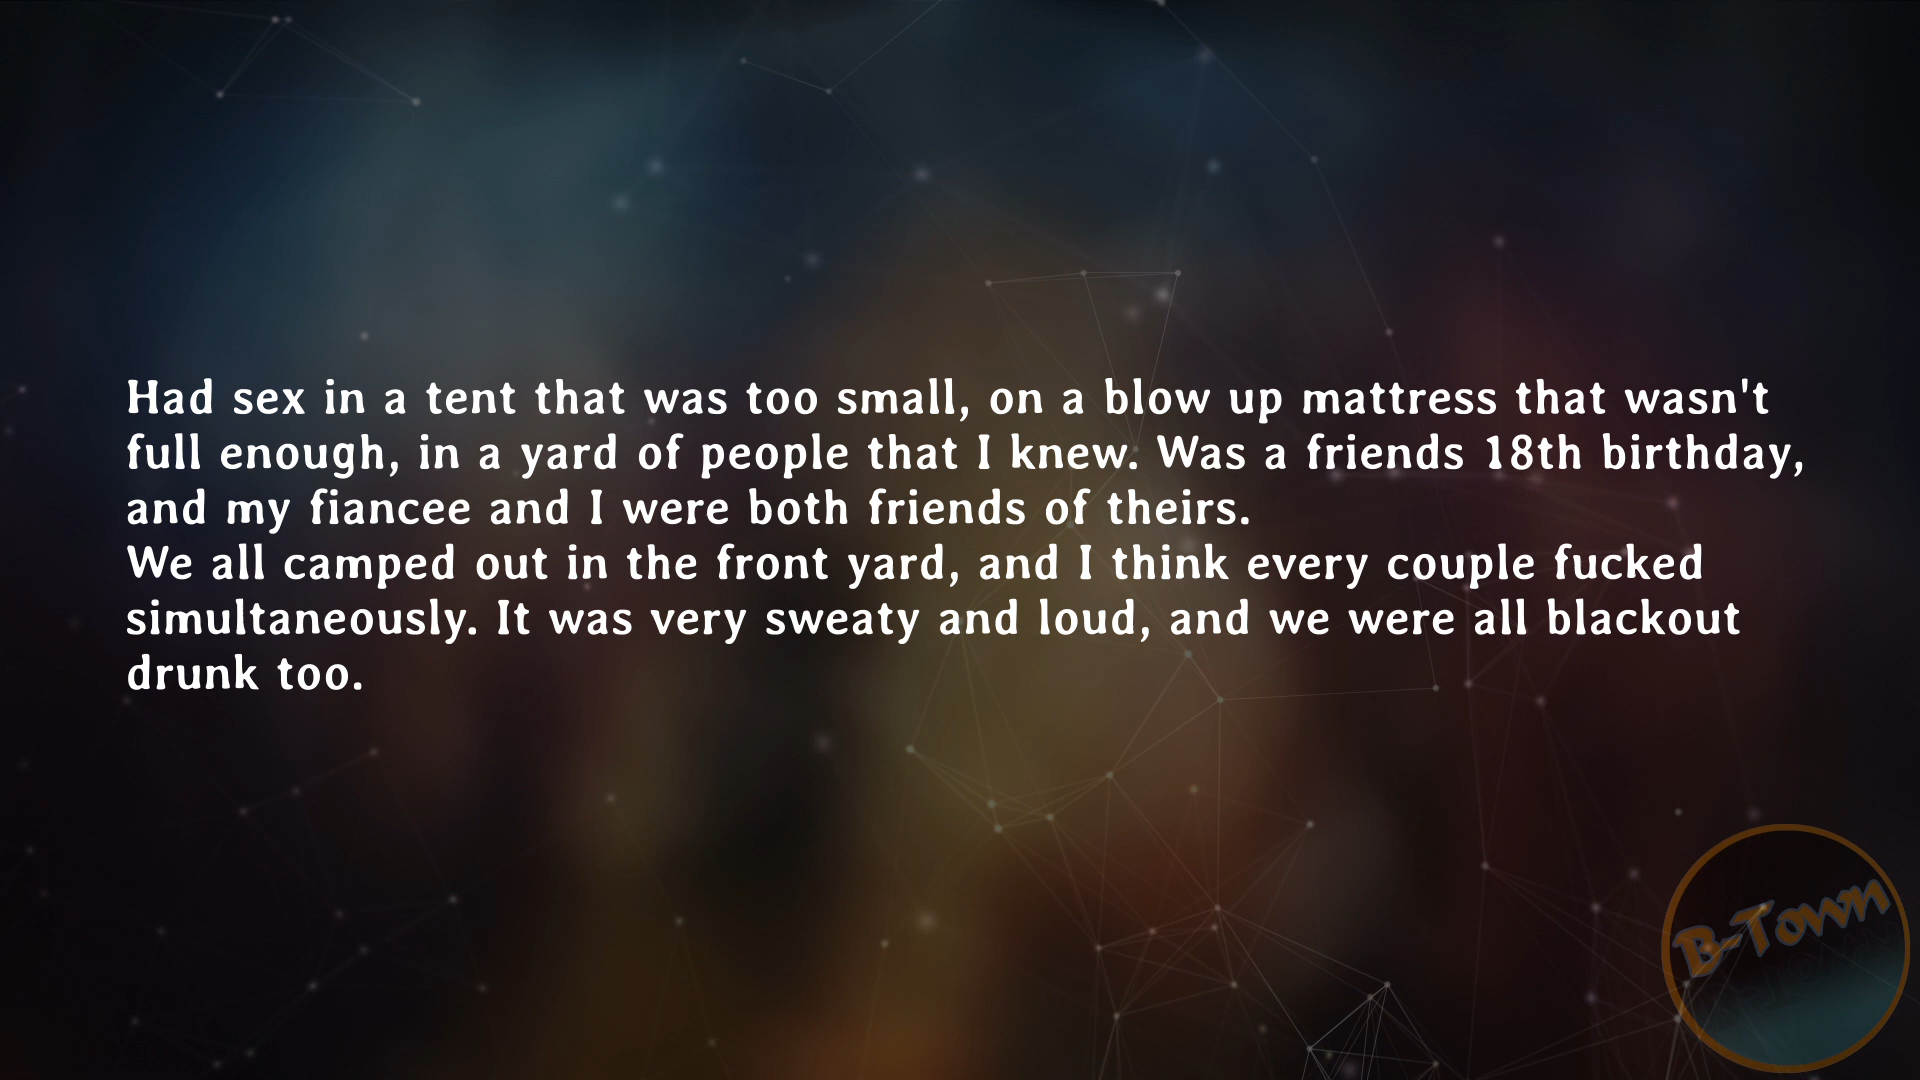 Had sex in a tent that was too small, on a blow up mattress that wasn't
full enough, in a yard of people that I knew. Was a friends 18th birthday,
and my fiancee and I were both friends of theirs.
We all camped out in the front yard, and I think every couple fucked
simultaneously. It was very sweaty and loud, and we were all blackout
drunk too.
B-Town